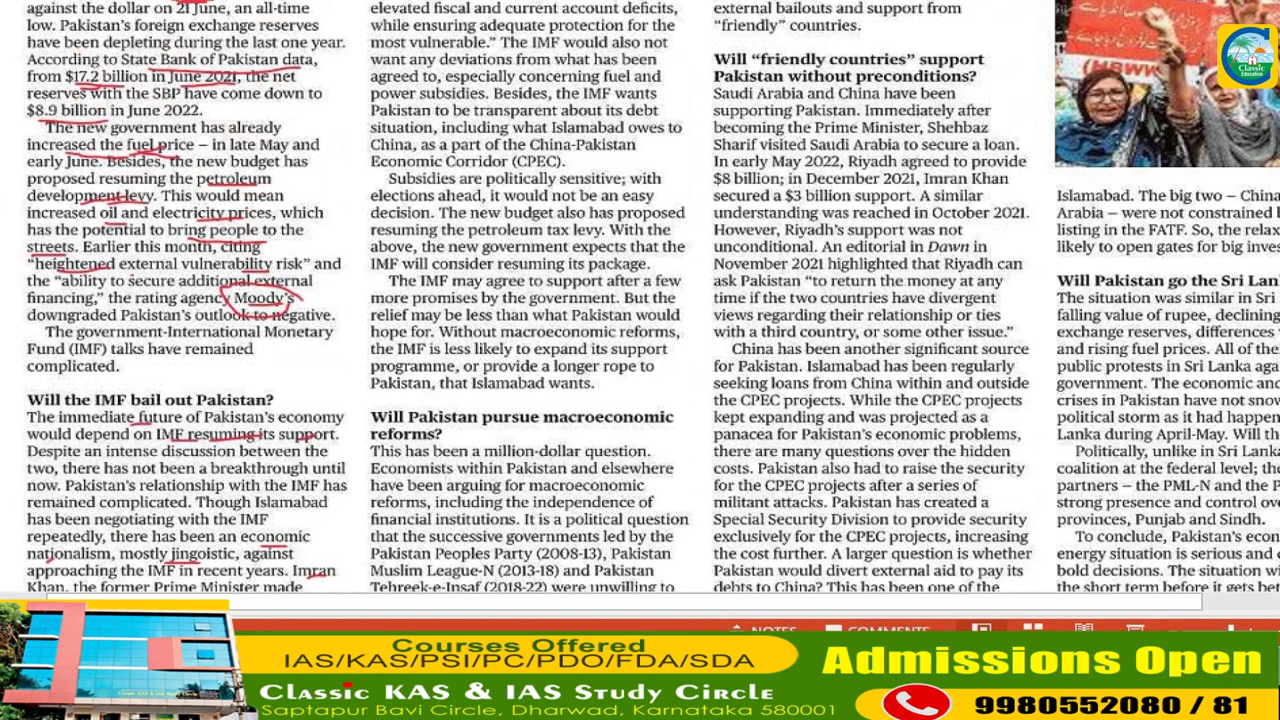 against the dollar on 21 June, an all-time
low. Pakistan's foreign exchange reserves
have been depleting during the last one year.
According to State Bank of Pakistan data,
from $17.2 billion in June 2021, the net
reserves with the SBP have come down to
$8.9 billion in June 2022.
The new government has already
increased the fuel price – in late May and
early June. Besides, the new budget has
proposed resuming the petroleum
development levy. This would mean
increased oil and electricity prices, which
has the potential to bring people to the
streets. Earlier this month, citing
“heightened external vulnerability risk” and
the “ability to secure additional external
financing,” the rating agency Moody's
downgraded Pakistan's outlook to negative.
The government-International Monetary
Fund (IMF) talks have remained
complicated.
Will the IMF bail out Pakistan?
The immediate future of Pakistan's economy
would depend on IMF resuming its support.
Despite an intense discussion between the
two, there has not been a breakthrough until
now. Pakistan's relationship with the IMF has
remained complicated. Though Islamabad
has been negotiating with the IMF
repeatedly, there has been an economic
nationalism, mostly jingoistic, against
approaching the IMF in recent years. Imran
Khan, the former Prime Minister made
elevated fiscal and current account deficits,
while ensuring adequate protection for the
most vulnerable.” The IMF would also not
want any deviations from what has been
agreed to, especially concerning fuel and
power subsidies. Besides, the IMF wants
Pakistan to be transparent about its debt
situation, including what Islamabad owes to
China, as a part of the China-Pakistan
Economic Corridor (CPEC).
Subsidies are politically sensitive; with
elections ahead, it would not be an easy
decision. The new budget also has proposed
resuming the petroleum tax levy. With the
above, the new government expects that the
IMF will consider resuming its package.
The IMF may agree to support after a few
more promises by the government. But the
relief may be less than what Pakistan would
hope for. Without macroeconomic reforms,
the IMF is less likely to expand its support
programme, or provide a longer rope to
Pakistan, that Islamabad wants.
Will Pakistan pursue macroeconomic
reforms?
This has been a million-dollar question.
Economists within Pakistan and elsewhere
have been arguing for macroeconomic
reforms, including the independence of
financial institutions. It is a political question
that the successive governments led by the
Pakistan Peoples Party (2008-13), Pakistan
Muslim League-N (2013-18) and Pakistan
Tehreek-e-Insaf (2018-22) were unwilling to
external bailouts and support from
“friendly” countries.
Will “friendly countries” support
Pakistan without preconditions?
Saudi Arabia and China have been
supporting Pakistan. Immediately after
becoming the Prime Minister, Shehbaz
Sharif visited Saudi Arabia to secure a loan.
In early May 2022, Riyadh agreed to provide
$8 billion; in December 2021, Imran Khan
secured a $3 billion support. A similar
understanding was reached in October 2021.
However, Riyadh's support was not
unconditional. An editorial in Dawn in
November 2021 highlighted that Riyadh can
ask Pakistan “to return the money at any
time if the two countries have divergent
views regarding their relationship or ties
with a third country, or some other issue.”
China has been another significant source
for Pakistan. Islamabad has been regularly
seeking loans from China within and outside
the CPEC projects. While the CPEC projects
kept expanding and was projected as a
panacea for Pakistan's economic problems,
there are many questions over the hidden
costs. Pakistan also had to raise the security
for the CPEC projects after a series of
militant attacks. Pakistan has created a
Special Security Division to provide security
exclusively for the CPEC projects, increasing
the cost further. A larger question is whether
Pakistan would divert external aid to pay its
debts to China? This has been one of the
Classic
Education
Islamabad. The big two – China
Arabia – were not constrained
listing in the FATF. So, the relax
likely to open gates for big inves
Will Pakistan go the Sri Lan
The situation was similar in Sri
falling value of rupee, declining
exchange reserves, differences
and rising fuel prices. All of the
public protests in Sri Lanka aga
government. The economic and
crises in Pakistan have not snow
political storm as it had happen
Lanka during April-May. Will th
Politically, unlike in Sri Lanka
coalition at the federal level; the
partners – the PML-N and the P
strong presence and control ov
provinces, Punjab and Sindh.
To conclude, Pakistan's econ
energy situation is serious and
bold decisions. The situation wi
the short term before it gets bet
NOTES
COMMENTS
Courses Offered
IAS/KAS/PSI/PC/PDO/FDA/SDA
Classic KAS & IAS Study Circle
Saptapur Bavi Circle, Dharwad, Karnataka 580001
Admissions Open
9980552080 / 81